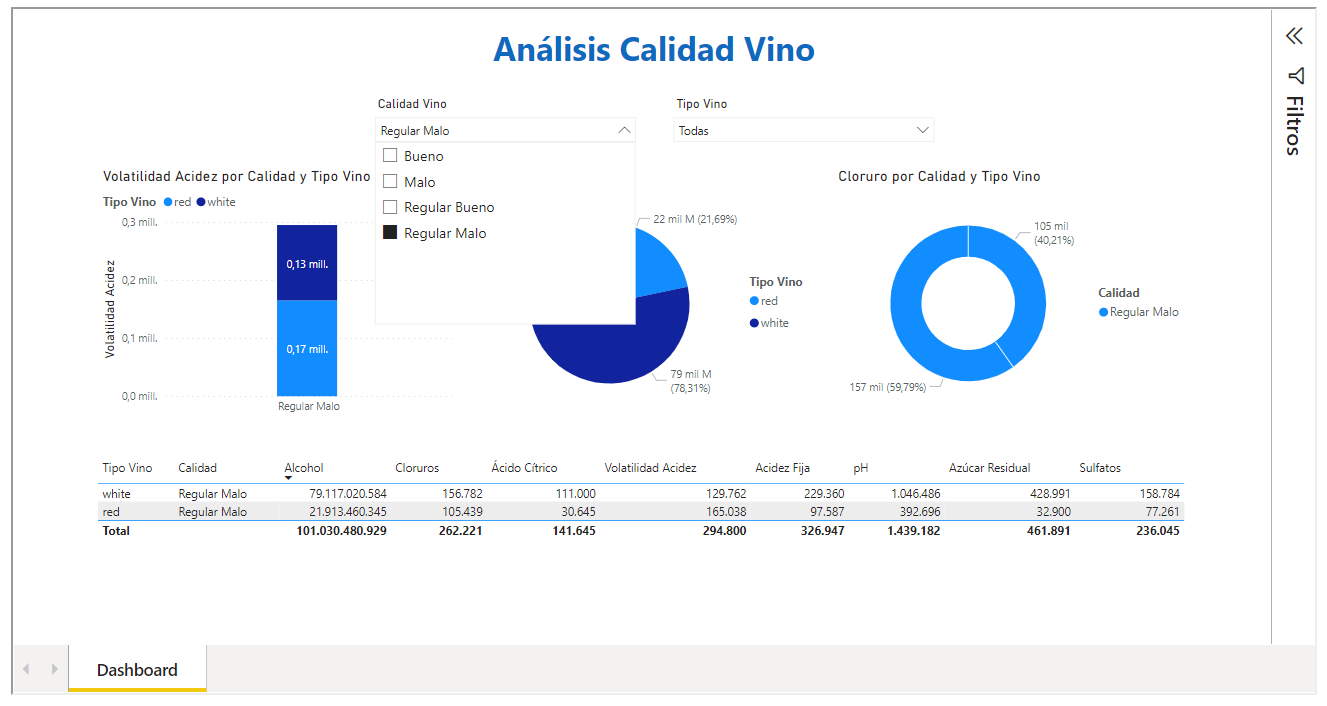 Análisis Calidad Vino
Filtros
Calidad Vino
Tipo Vino
Regular Malo
Todas
Bueno
Malo
Regular Bueno
Regular Malo
Volatilidad Acidez por Calidad y Tipo Vino
Tipo Vino red white
0,3 mill.
0,2 mill.
0,1 mill.
0,0 mill.
Volatilidad Acidez
0,13 mill.
0,17 mill.
Regular Malo
22 mil M (21,69%)
79 mil M
(78,31%)
Tipo Vino
red
white
Cloruro por Calidad y Tipo Vino
105 mil
(40,21%)
157 mil (59,79%)
Calidad
Regular Malo
Tipo Vino Calidad Alcohol Cloruros Ácido Cítrico Volatilidad Acidez Acidez Fija pH Azúcar Residual Sulfatos
white Regular Malo 79.117.020.584 156.782 111.000 129.762 229.360 1.046.486 428.991 158.784
red Regular Malo 21.913.460.345 105.439 30.645 165.038 97.587 392.696 32.900 77.261
Total 101.030.480.929 262.221 141.645 294.800 326.947 1.439.182 461.891 236.045
Dashboard